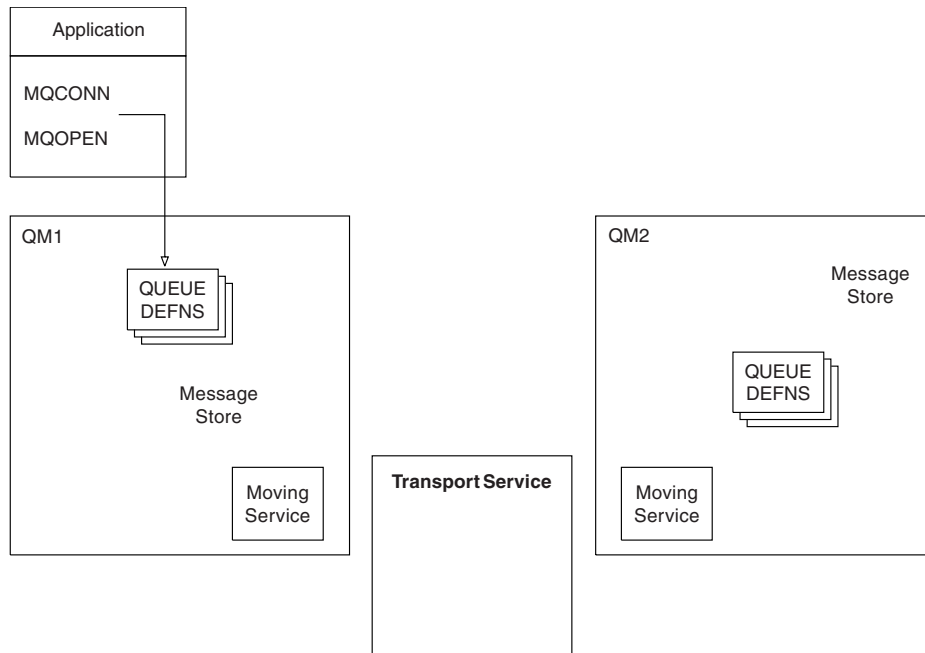 Application
MQCONN
MQOPEN
QM1
QUEUE
DEFNS
Message
Store
Moving
Service
Transport Service
QM2
Message
Store
QUEUE
DEFNS
Moving
Service